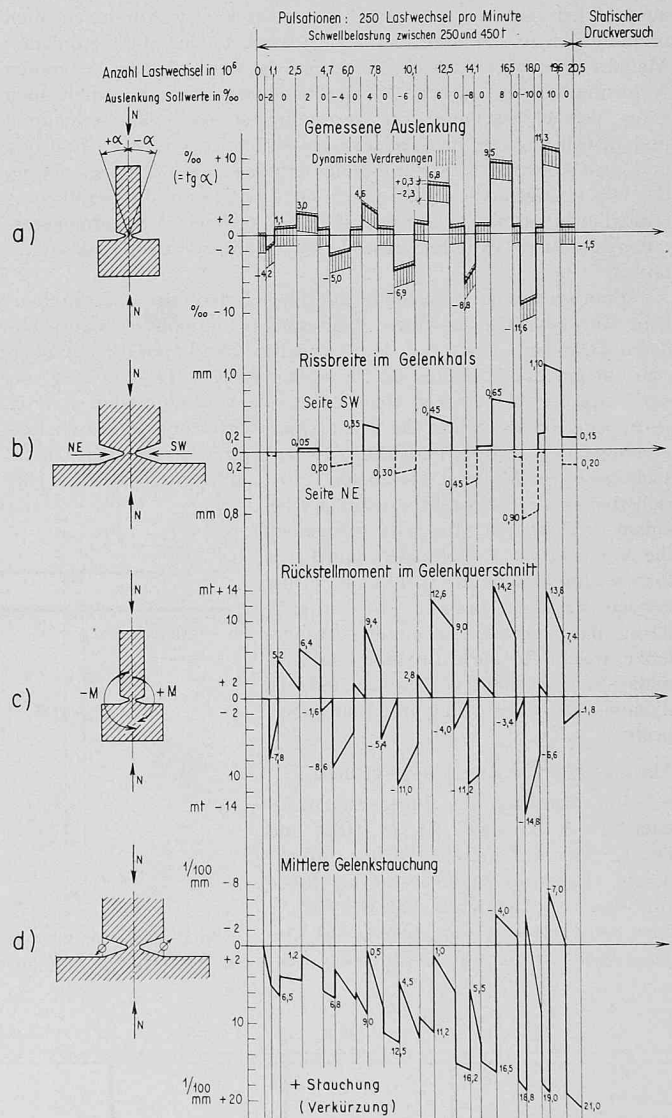 Pulsationen : 250 Lastwechsel pro Minute
Schwellbelastung zwischen 250 und 450 t
Statischer
Druckversuch
Anzahl Lastwechsel in 10⁶ 0 1,1 2,5 4,7 6,0 7,8 10,8 12,8 14,1 16,5 18,0 19,6 20,5
Auslenkung Sollwerte in ‰ 0 -2 0 2 0 -4 0 4 0 -6 0 6 0 -8 0 8 0 -10 0 10 0
Gemessene Auslenkung
a)
N
+α -α
N
‰ + 10
(= tg α)
+ 2
0
- 2
‰ - 10
Dynamische Verdrehungen
+0,3
-2,3
-4,2
1,1
3,0
-5,0
4,6
-6,9
6,8
-8,8
9,5
-11,6
11,3
-1,5
Rissbreite im Gelenkhals
b)
N
NE
SW
N
mm 1,0
0,2
0
0,2
mm 0,8
Seite SW
Seite NE
0,05
0,20
0,35
0,30
0,45
0,45
0,65
0,90
1,10
0,15
0,20
Rückstellmoment im Gelenkquerschnitt
c)
N
-M
+M
N
mt + 14
10
+ 2
0
- 2
10
mt - 14
-7,8
5,2
6,4
-1,6
-8,6
9,4
-5,4
-11,0
2,8
12,6
9,0
-4,0
-11,2
14,2
-3,4
-14,8
-6,6
13,8
7,4
-1,8
Mittlere Gelenkstauchung
d)
N
N
1/100
mm
- 8
- 2
0
+ 2
10
1/100
mm + 20
6,5
1,2
6,8
0,5
9,0
12,5
4,5
11,2
1,0
16,2
5,5
16,5
-4,0
18,8
-7,0
19,0
21,0
+ Stauchung
(Verkürzung)